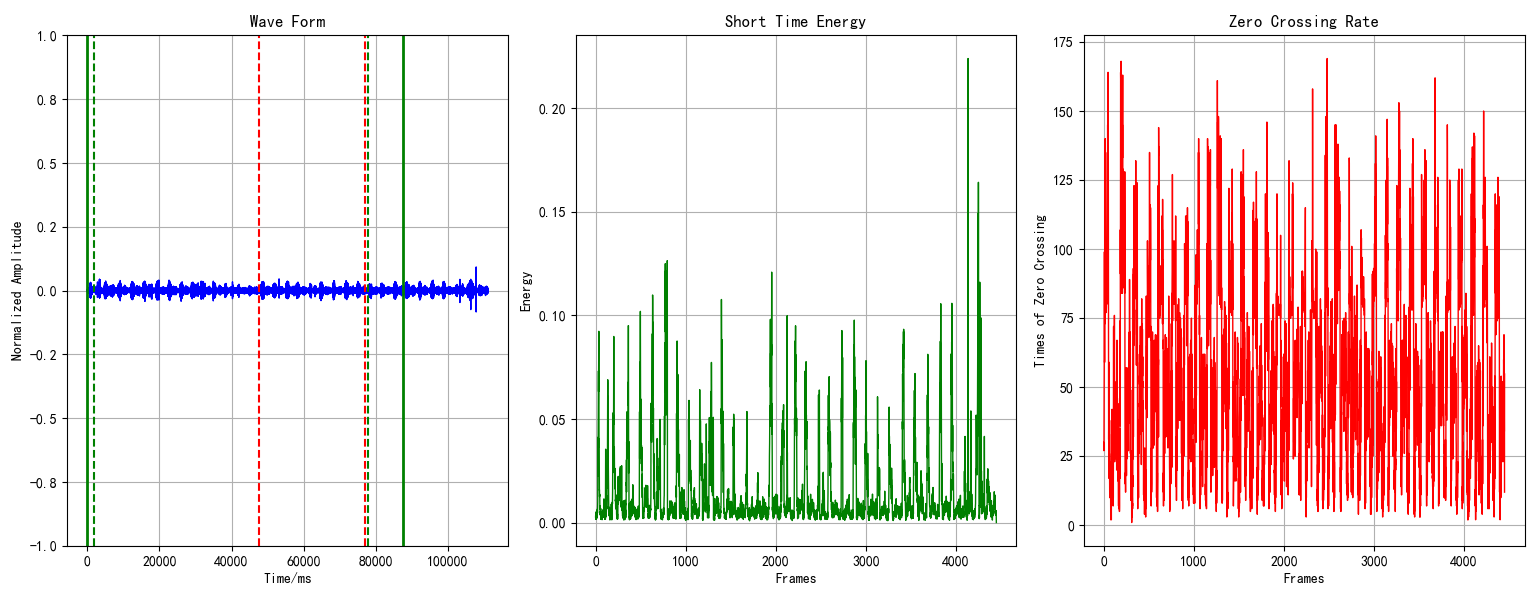 Wave Form
1.0
0.8
0.5
0.2
0.0
−0.2
−0.5
−0.8
−1.0
Normalized Amplitude
0 20000 40000 60000 80000 100000
Time/ms
Short Time Energy
0.20
0.15
0.10
0.05
0.00
Energy
0 1000 2000 3000 4000
Frames
Zero Crossing Rate
175
150
125
100
75
50
25
0
Times of Zero Crossing
0 1000 2000 3000 4000
Frames